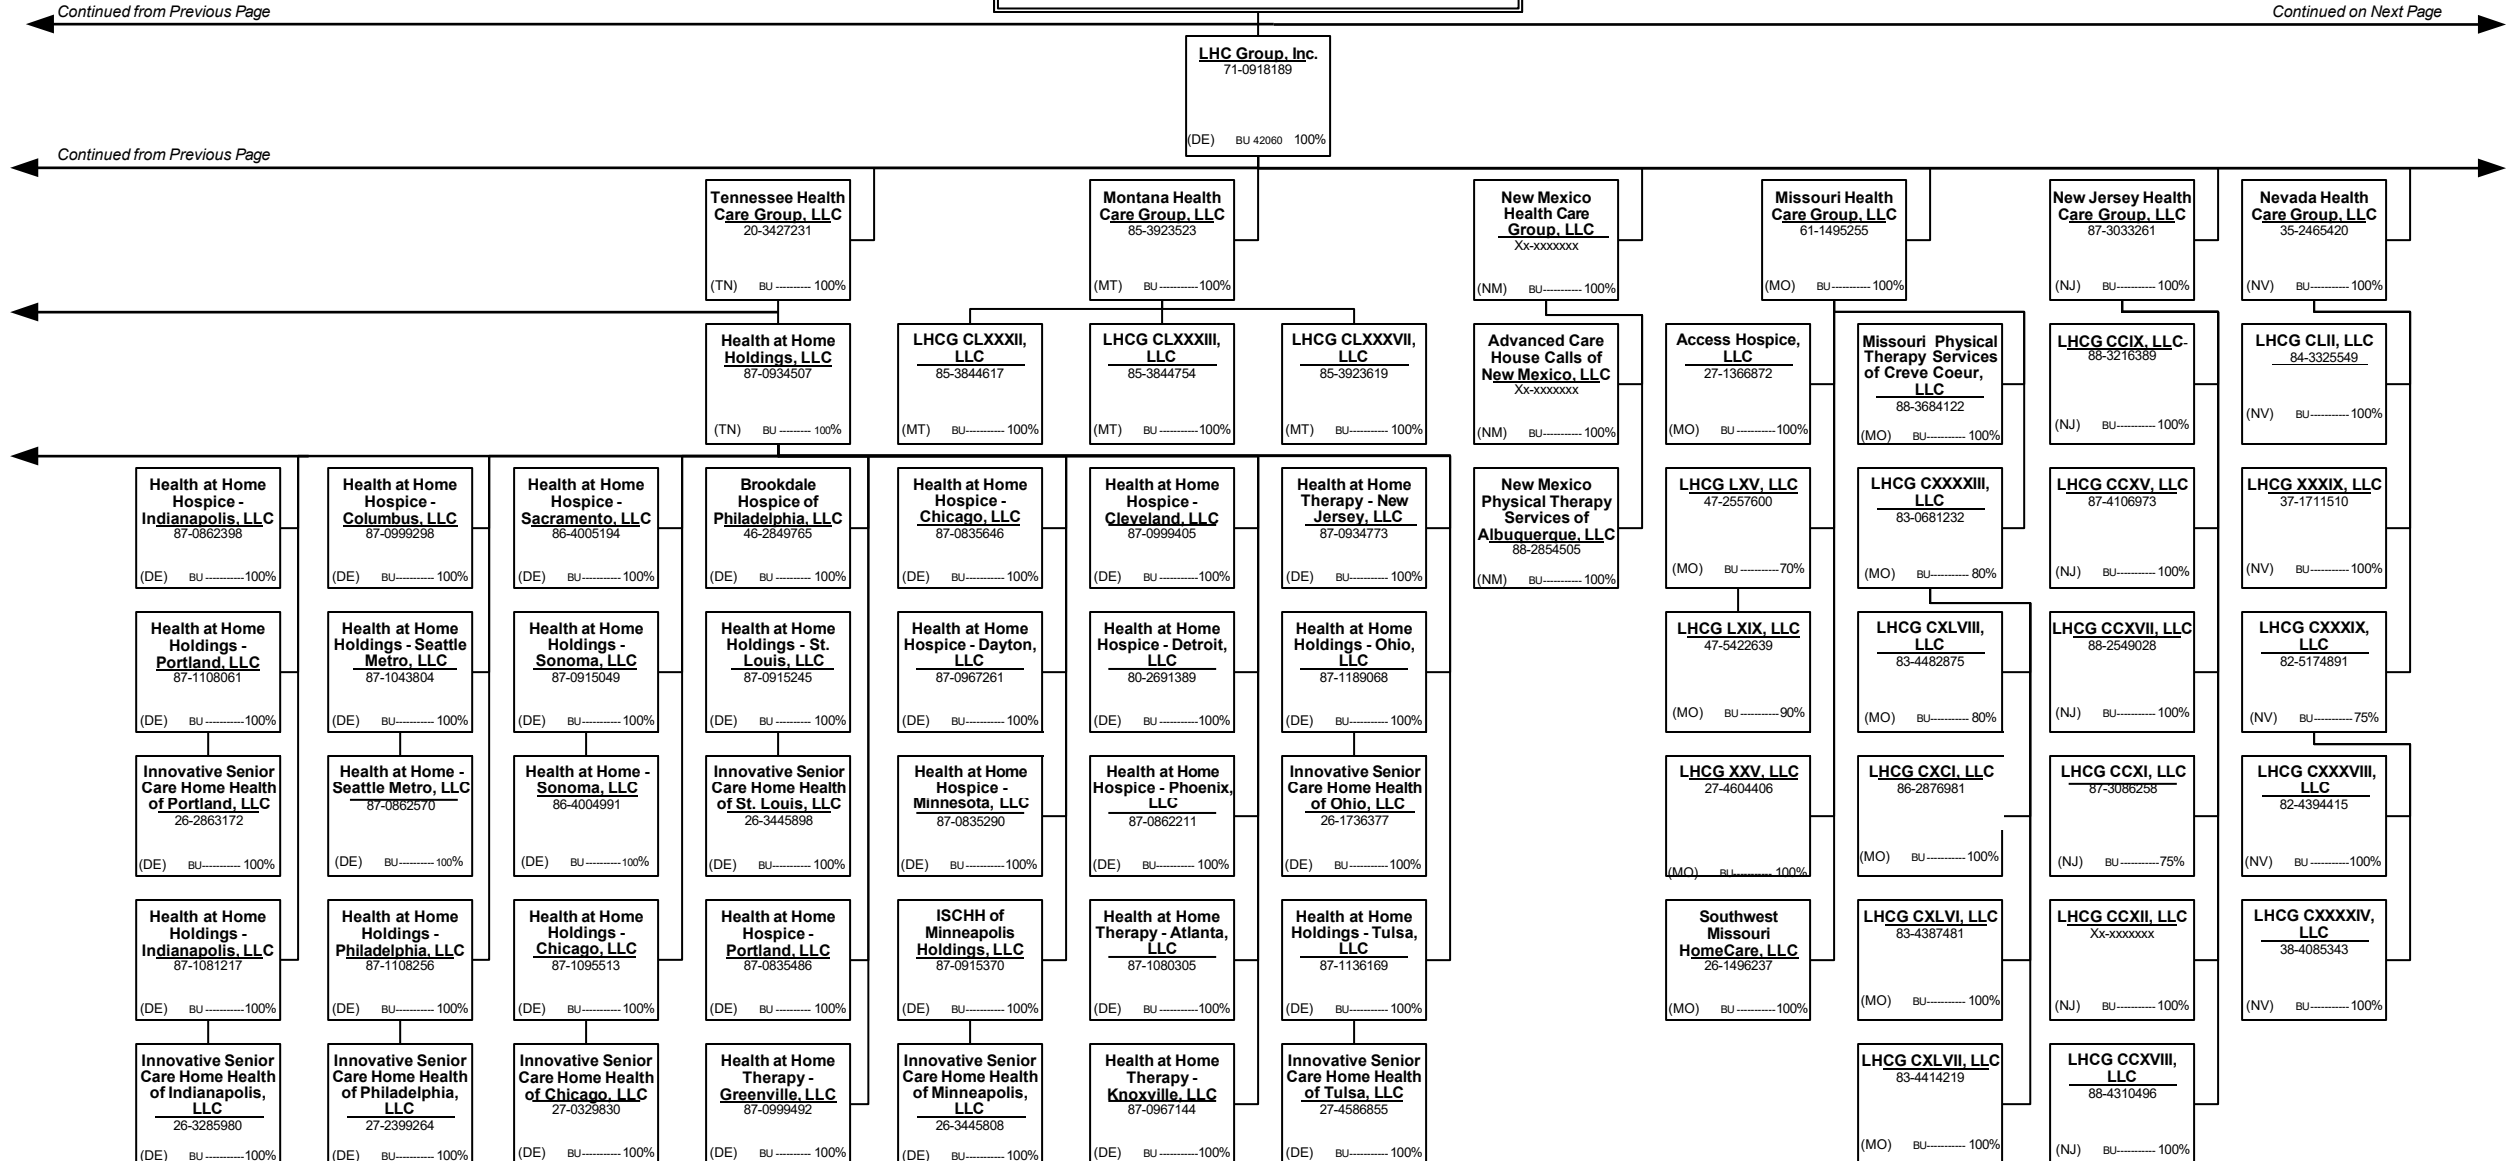 Continued from Previous Page
Continued on Next Page
LHC Group, Inc.
71-0918189
(DE) BU 42060 100%
Continued from Previous Page
Tennessee Health
Care Group, LLC
20-3427231
(TN) BU ---------- 100%
Montana Health
Care Group, LLC
85-3923523
(MT) BU ----------- 100%
New Mexico
Health Care
Group, LLC
Xx-xxxxxxx
(NM) BU----------- 100%
Missouri Health
Care Group, LLC
61-1495255
(MO) BU----------- 100%
New Jersey Health
Care Group, LLC
87-3033261
(NJ) BU----------- 100%
Nevada Health
Care Group, LLC
35-2465420
(NV) BU----------- 100%
Health at Home
Holdings, LLC
87-0934507
(TN) BU --------- 100%
LHCG CLXXXII,
LLC
85-3844617
(MT) BU----------- 100%
LHCG CLXXXIII,
LLC
85-3844754
(MT) BU-----------100%
LHCG CLXXXVII,
LLC
85-3923619
(MT) BU----------- 100%
Advanced Care
House Calls of
New Mexico, LLC
Xx-xxxxxxx
(NM) BU----------- 100%
Access Hospice,
LLC
27-1366872
(MO) BU -----------100%
Missouri Physical
Therapy Services
of Creve Coeur,
LLC
88-3684122
(MO) BU----------- 100%
LHCG CCIX, LLC-
88-3216389
(NJ) BU----------- 100%
LHCG CLII, LLC
84-3325549
(NV) BU----------- 100%
Health at Home
Hospice -
Indianapolis, LLC
87-0862398
(DE) BU -----------100%
Health at Home
Hospice -
Columbus, LLC
87-0999298
(DE) BU----------- 100%
Health at Home
Hospice -
Sacramento, LLC
86-4005194
(DE) BU----------- 100%
Brookdale
Hospice of
Philadelphia, LLC
46-2849765
(DE) BU ---------- 100%
Health at Home
Hospice -
Chicago, LLC
87-0835646
(DE) BU----------- 100%
Health at Home
Hospice -
Cleveland, LLC
87-0999405
(DE) BU ---------- 100%
Health at Home
Therapy - New
Jersey, LLC
87-0934773
(DE) BU----------- 100%
New Mexico
Physical Therapy
Services of
Albuquerque, LLC
88-2854505
(NM) BU----------- 100%
LHCG LXV, LLC
47-2557600
(MO) BU -----------70%
LHCG CXXXXIII,
LLC
83-0681232
(MO) BU----------- 80%
LHCG CCXV, LLC
87-4106973
(NJ) BU----------- 100%
LHCG XXXIX, LLC
37-1711510
(NV) BU----------- 100%
Health at Home
Holdings -
Portland, LLC
87-1108061
(DE) BU -----------100%
Health at Home
Holdings - Seattle
Metro, LLC
87-1043804
(DE) BU----------- 100%
Health at Home
Holdings -
Sonoma, LLC
87-0915049
(DE) BU----------- 100%
Health at Home
Holdings - St.
Louis, LLC
87-0915245
(DE) BU ---------- 100%
Health at Home
Hospice - Dayton,
LLC
87-0967261
(DE) BU----------- 100%
Health at Home
Hospice - Detroit,
LLC
80-2691389
(DE) BU -----------100%
Health at Home
Holdings - Ohio,
LLC
87-1189068
(DE) BU----------- 100%
LHCG LXIX, LLC
47-5422639
(MO) BU -----------90%
LHCG CXLVIII,
LLC
83-4482875
(MO) BU----------- 80%
LHCG CCXVII, LLC
88-2549028
(NJ) BU----------- 100%
LHCG CXXXIX,
LLC
82-5174891
(NV) BU----------- 75%
Innovative Senior
Care Home Health
of Portland, LLC
26-2863172
(DE) BU----------- 100%
Health at Home -
Seattle Metro, LLC
87-0862570
(DE) BU---------- 100%
Health at Home -
Sonoma, LLC
86-4004991
(DE) BU----------100%
Innovative Senior
Care Home Health
of St. Louis, LLC
26-3445898
(DE) BU---------- 100%
Health at Home
Hospice -
Minnesota, LLC
87-0835290
(DE) BU-----------100%
Health at Home
Hospice - Phoenix,
LLC
87-0862211
(DE) BU ---------- 100%
Innovative Senior
Care Home Health
of Ohio, LLC
26-1736377
(DE) BU----------- 100%
LHCG XXV, LLC
27-4604406
(MO) BU----------- 100%
LHCG CXCI, LLC
86-2876981
(MO) BU -----------100%
LHCG CCXI, LLC
87-3086258
(NJ) BU -----------75%
LHCG CXXXVIII,
LLC
82-4394415
(NV) BU -----------100%
Health at Home
Holdings -
Indianapolis, LLC
87-1081217
(DE) BU -----------100%
Health at Home
Holdings -
Philadelphia, LLC
87-1108256
(DE) BU----------- 100%
Health at Home
Holdings -
Chicago, LLC
87-1095513
(DE) BU----------- 100%
Health at Home
Hospice -
Portland, LLC
87-0835486
(DE) BU ---------- 100%
ISCHH of
Minneapolis
Holdings, LLC
87-0915370
(DE) BU----------- 100%
Health at Home
Therapy - Atlanta,
LLC
87-1080305
(DE) BU -----------100%
Health at Home
Holdings - Tulsa,
LLC
87-1136169
(DE) BU----------- 100%
Southwest
Missouri
HomeCare, LLC
26-1496237
(MO) BU -----------100%
LHCG CXLVI, LLC
83-4387481
(MO) BU----------- 100%
LHCG CCXII, LLC
Xx-xxxxxxx
(NJ) BU----------- 100%
LHCG CXXXXIV,
LLC
38-4085343
(NV) BU----------- 100%
Innovative Senior
Care Home Health
of Indianapolis,
LLC
26-3285980
(DE) BU -----------100%
Innovative Senior
Care Home Health
of Philadelphia,
LLC
27-2399264
(DE) BU----------- 100%
Innovative Senior
Care Home Health
of Chicago, LLC
27-0329830
(DE) BU----------- 100%
Health at Home
Therapy -
Greenville, LLC
87-0999492
(DE) BU ---------- 100%
Innovative Senior
Care Home Health
of Minneapolis,
LLC
26-3445808
(DE) BU----------- 100%
Health at Home
Therapy -
Knoxville, LLC
87-0967144
(DE) BU -----------100%
Innovative Senior
Care Home Health
of Tulsa, LLC
27-4586855
(DE) BU----------- 100%
LHCG CXLVII, LLC
83-4414219
(MO) BU----------- 100%
LHCG CCXVIII,
LLC
88-4310496
(NJ) BU----------- 100%